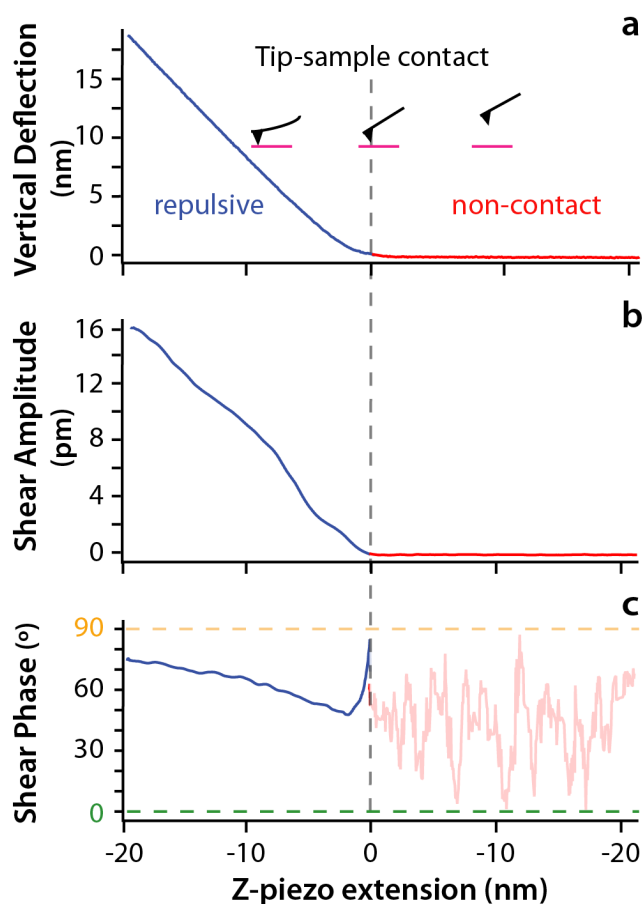 a
Tip-sample contact
Vertical Deflection
(nm)
15
10
5
0
repulsive
non-contact
b
Shear Amplitude
(pm)
16
12
8
4
0
c
Shear Phase (º)
90
60
30
0
-20
-10
0
-10
-20
Z-piezo extension (nm)